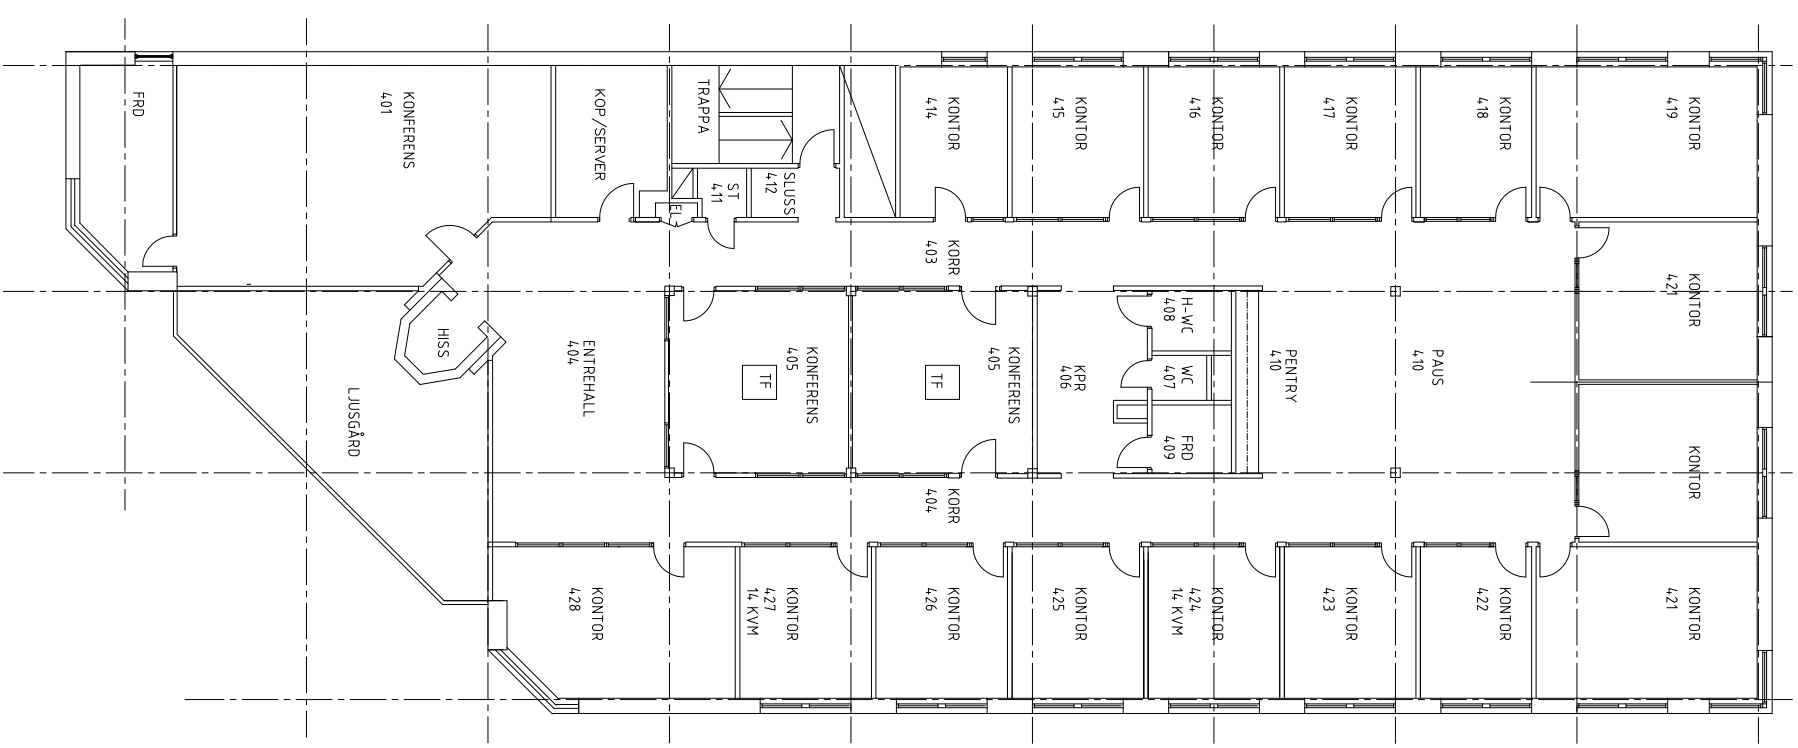 FRD
KONFERENS
401
KOP/SERVER
TRAPPA
EL
ST
411
SLUSS
412
KONTOR
414
KONTOR
415
KONTOR
416
KONTOR
417
KONTOR
418
KONTOR
419
KORR
403
HISS
LJUSGÅRD
ENTREHALL
404
KONFERENS
405
TF
KONFERENS
405
TF
KPR
406
H-WC
408
WC
407
FRD
409
PENTRY
410
PAUS
410
KONTOR
421
KONTOR
KORR
404
KONTOR
428
KONTOR
427
14 KVM
KONTOR
426
KONTOR
425
KONTOR
424
14 KVM
KONTOR
423
KONTOR
422
KONTOR
421